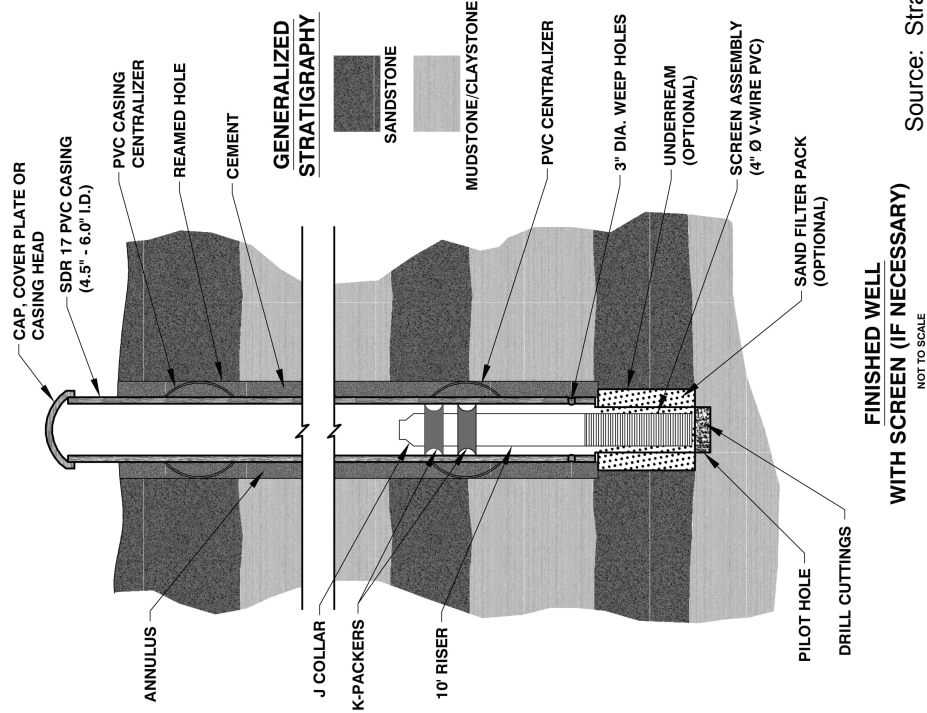 CAP, COVER PLATE OR
CASING HEAD
SDR 17 PVC CASING
(4.5" - 6.0" I.D.)
PVC CASING
CENTRALIZER
REAMED HOLE
CEMENT
GENERALIZED
STRATIGRAPHY
SANDSTONE
MUDSTONE/CLAYSTONE
PVC CENTRALIZER
3" DIA. WEEP HOLES
UNDERREAM
(OPTIONAL)
SCREEN ASSEMBLY
(4" Ø V-WIRE PVC)
SAND FILTER PACK
(OPTIONAL)
ANNULUS
J COLLAR
K-PACKERS
10' RISER
PILOT HOLE
DRILL CUTTINGS
FINISHED WELL
WITH SCREEN (IF NECESSARY)
NOT TO SCALE
Source: Stra